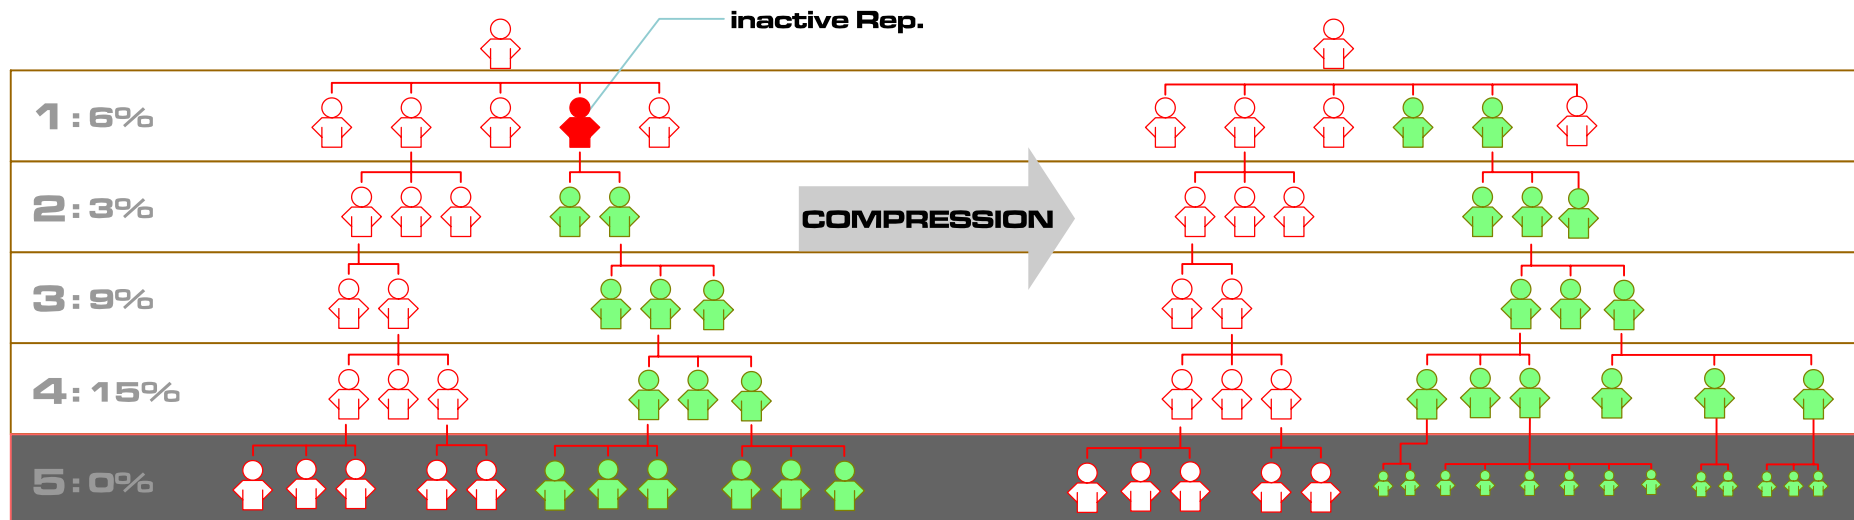 inactive Rep.
1:6%
2:3%
COMPRESSION
3:9%
4:15%
5:0%